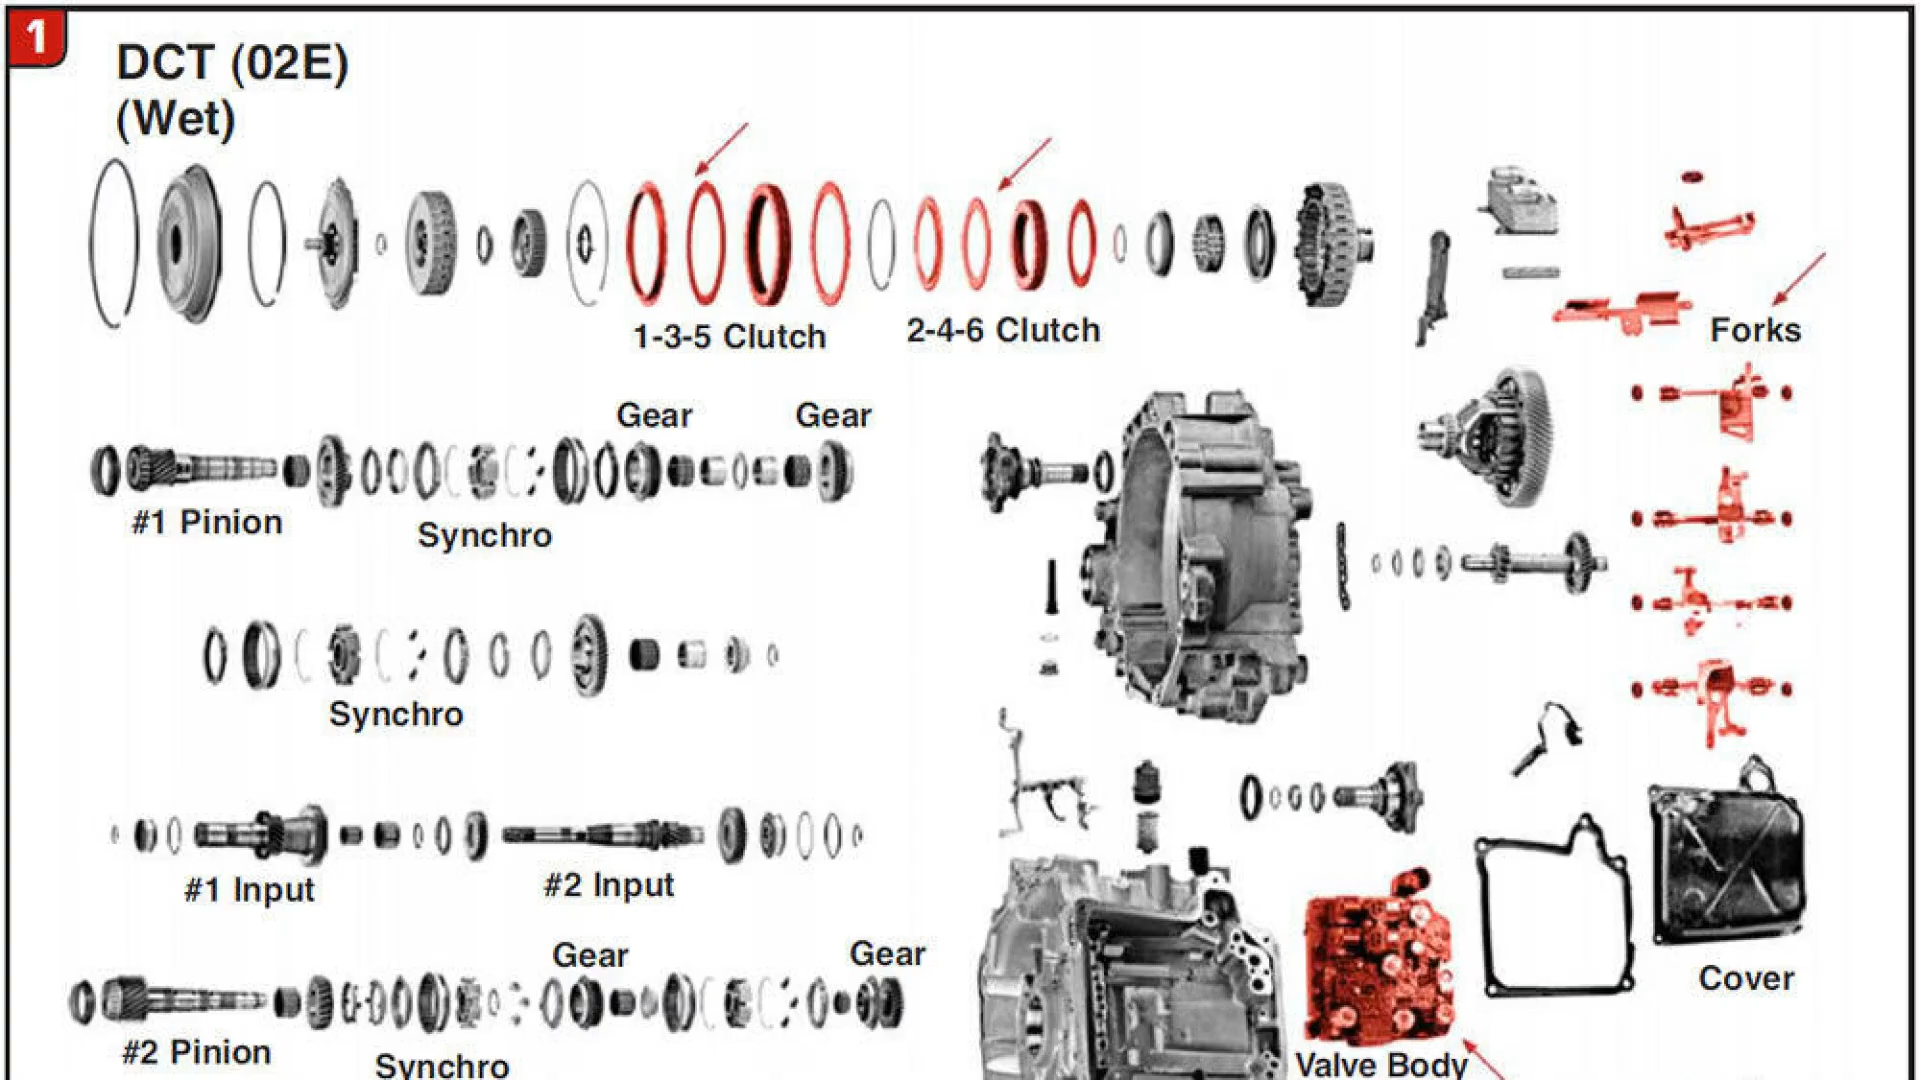 1
DCT (02E)
(Wet)
1-3-5 Clutch
2-4-6 Clutch
Forks
Gear
Gear
#1 Pinion
Synchro
Synchro
#1 Input
#2 Input
Gear
Gear
Cover
#2 Pinion
Synchro
Valve Body